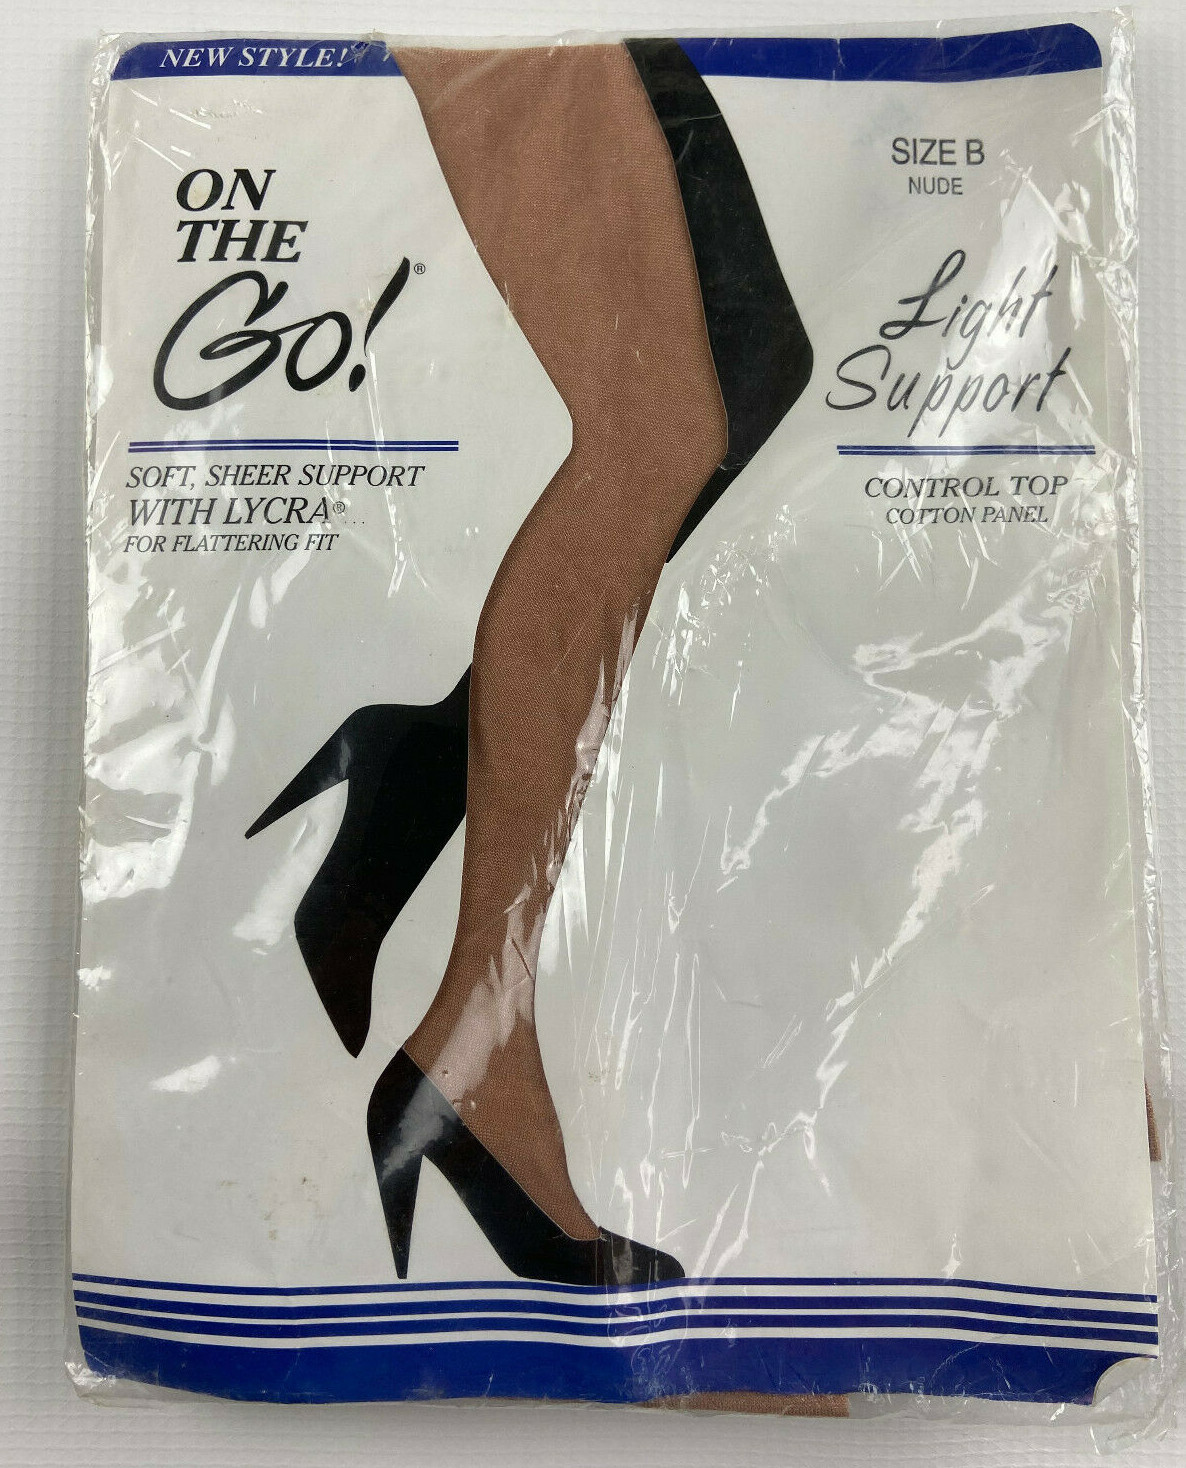 NEW STYLE!
ON
THE
Go!®
SOFT, SHEER SUPPORT
WITH LYCRA®...
FOR FLATTERING FIT
SIZE B
NUDE
Light
Support
CONTROL TOP
COTTON PANEL